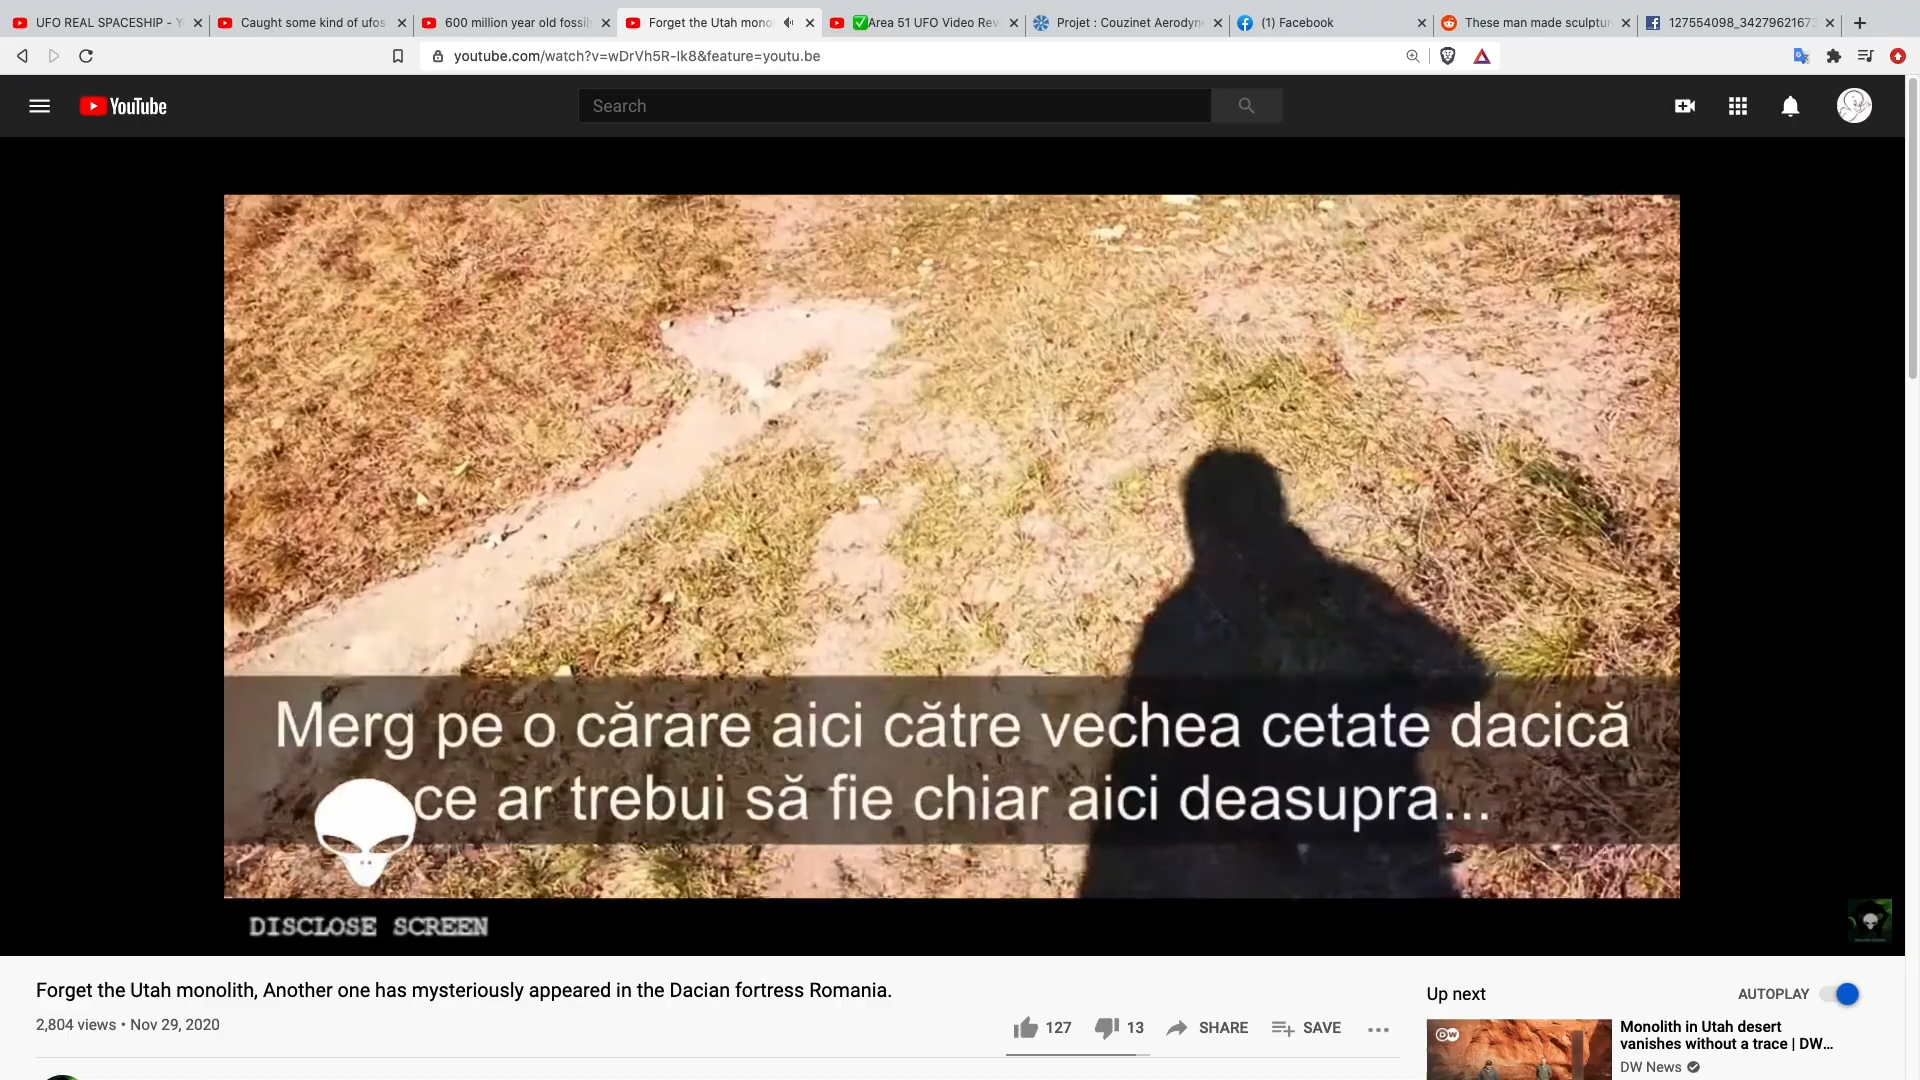 UFO REAL SPACESHIP - Y
Caught some kind of ufos
600 million year old fossil
Forget the Utah mono
✅Area 51 UFO Video Rev
Projet : Couzinet Aerodyne
(1) Facebook
These man made sculptur
127554098_342796216
youtube.com/watch?v=wDrVh5R-lk8&feature=youtu.be
YouTube
Search
Merg pe o cărare aici către vechea cetate dacică
ce ar trebui să fie chiar aici deasupra...
DISCLOSE SCREEN
Forget the Utah monolith, Another one has mysteriously appeared in the Dacian fortress Romania.
2,804 views • Nov 29, 2020
127
13
SHARE
SAVE
Up next
AUTOPLAY
DW
Monolith in Utah desert
vanishes without a trace | DW...
DW News